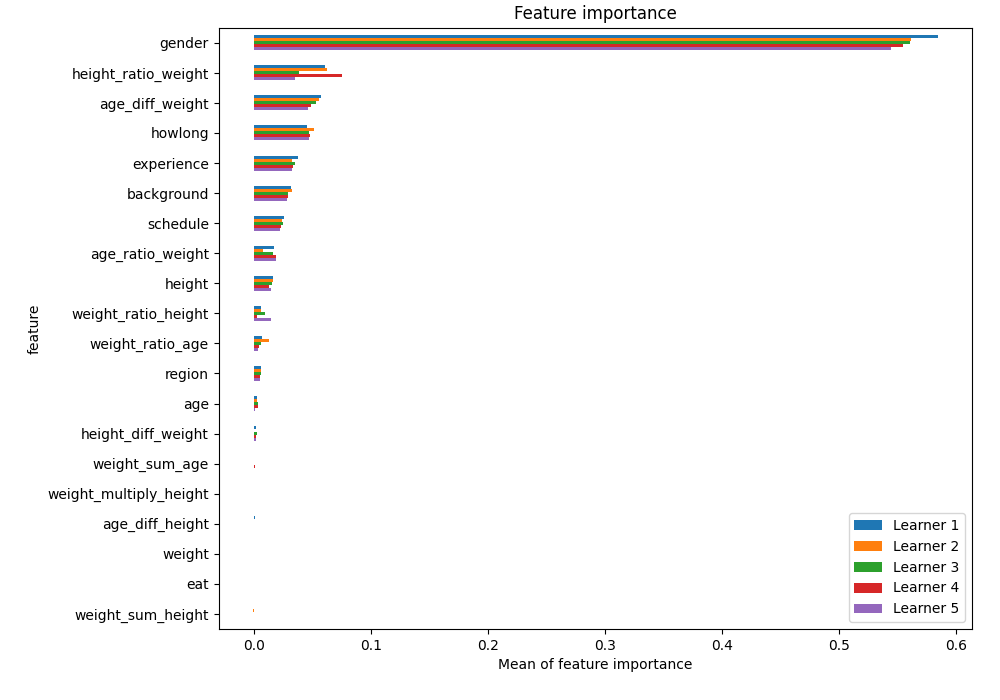 Feature importance
gender
height_ratio_weight
age_diff_weight
howlong
experience
background
schedule
age_ratio_weight
height
weight_ratio_height
weight_ratio_age
region
age
height_diff_weight
weight_sum_age
weight_multiply_height
age_diff_height
weight
eat
weight_sum_height
feature
Learner 1
Learner 2
Learner 3
Learner 4
Learner 5
0.0 0.1 0.2 0.3 0.4 0.5 0.6
Mean of feature importance